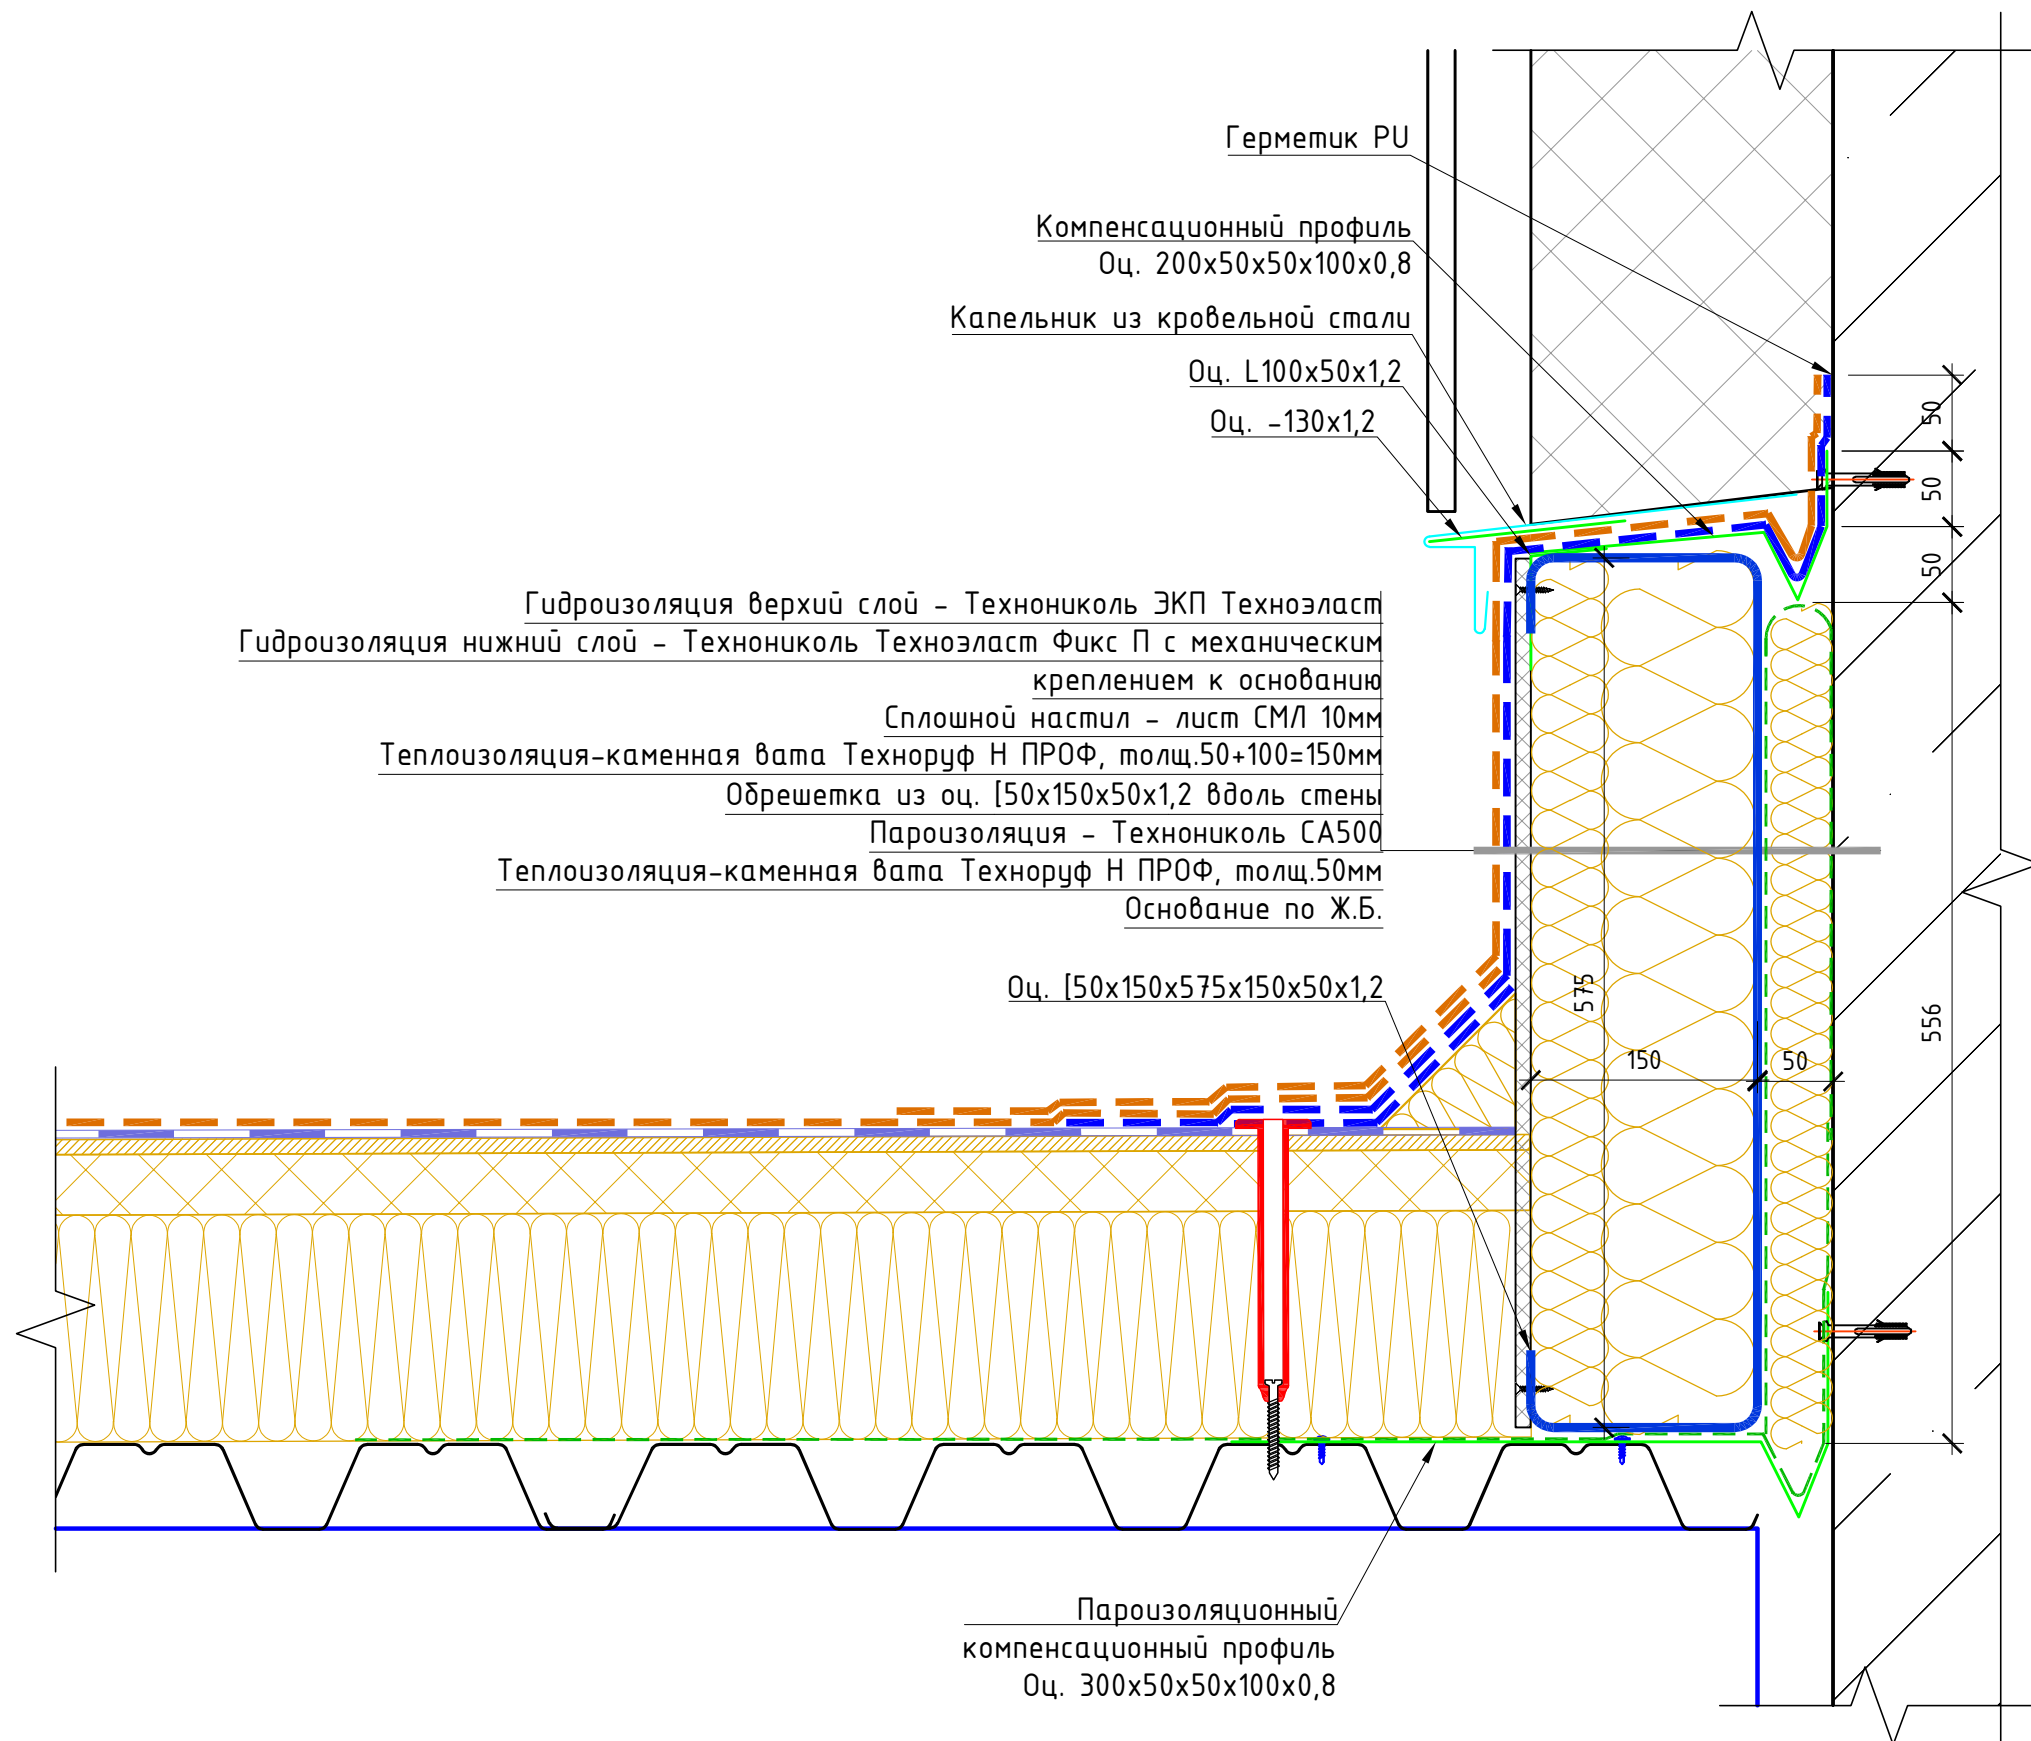 Герметик PU
Компенсационный профиль
Оц. 200х50х50х100х0,8
Капельник из кровельной стали
Оц. L100х50х1,2
Оц. -130х1,2
50
50
50
Гидроизоляция верхий слой - Технониколь ЭКП Техноэласт
Гидроизоляция нижний слой - Технониколь Техноэласт Фикс П с механическим
креплением к основанию
Сплошной настил - лист СМЛ 10мм
Теплоизоляция-каменная вата Техноруф Н ПРОФ, толщ.50+100=150мм
Обрешетка из оц. [50х150х50х1,2 вдоль стены
Пароизоляция - Технониколь СА500
Теплоизоляция-каменная вата Техноруф Н ПРОФ, толщ.50мм
Основание по Ж.Б.
Оц. [50х150х575х150х50х1,2
575
150
50
556
Пароизоляционный
компенсационный профиль
Оц. 300х50х50х100х0,8